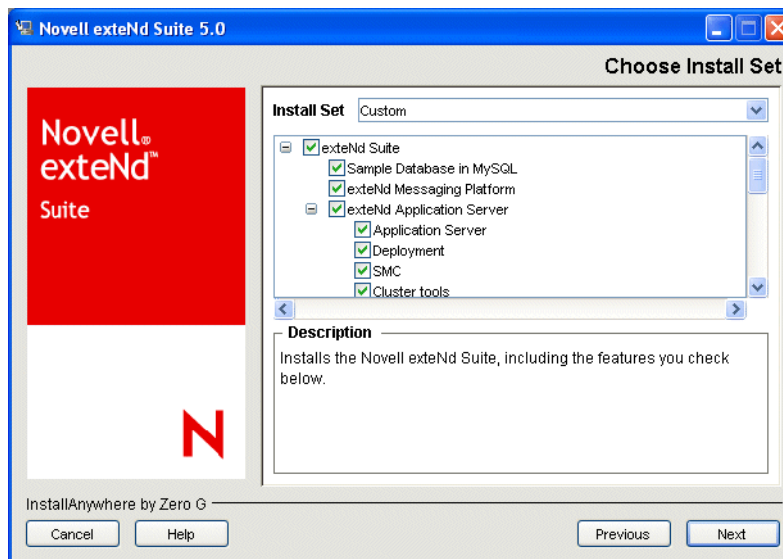 Novell exteNd Suite 5.0
Choose Install Set
Novell®
exteNd™
Suite
N
Install Set Custom
exteNd Suite
Sample Database in MySQL
exteNd Messaging Platform
exteNd Application Server
Application Server
Deployment
SMC
Cluster tools
Description
Installs the Novell exteNd Suite, including the features you check
below.
InstallAnywhere by Zero G
Cancel Help Previous Next